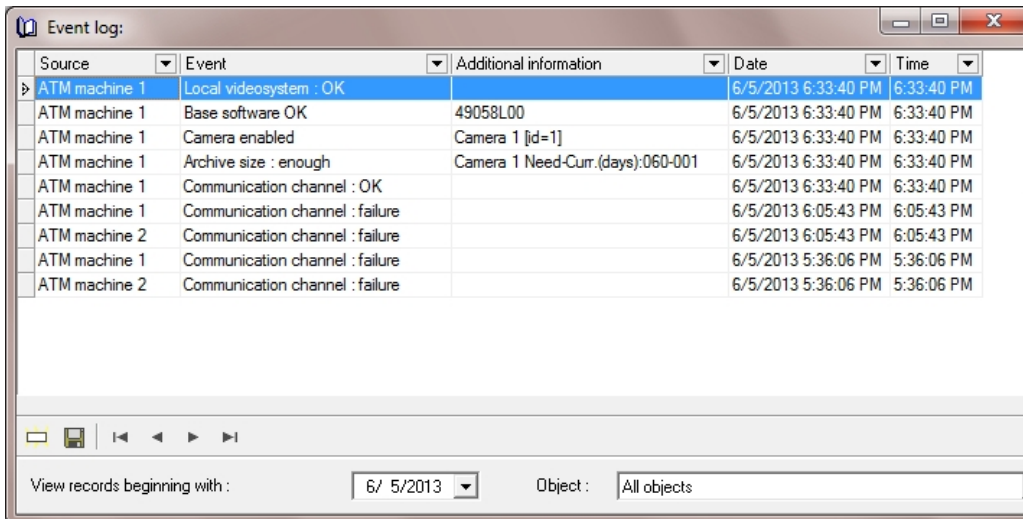 Event log:
Source Event Additional information Date Time
ATM machine 1 Local videosystem : OK 6/5/2013 6:33:40 PM 6:33:40 PM
ATM machine 1 Base software OK 49058L00 6/5/2013 6:33:40 PM 6:33:40 PM
ATM machine 1 Camera enabled Camera 1 [id=1] 6/5/2013 6:33:40 PM 6:33:40 PM
ATM machine 1 Archive size : enough Camera 1 Need-Curr.(days):060-001 6/5/2013 6:33:40 PM 6:33:40 PM
ATM machine 1 Communication channel : OK 6/5/2013 6:33:40 PM 6:33:40 PM
ATM machine 1 Communication channel : failure 6/5/2013 6:05:43 PM 6:05:43 PM
ATM machine 2 Communication channel : failure 6/5/2013 6:05:43 PM 6:05:43 PM
ATM machine 1 Communication channel : failure 6/5/2013 5:36:06 PM 5:36:06 PM
ATM machine 2 Communication channel : failure 6/5/2013 5:36:06 PM 5:36:06 PM
View records beginning with : 6/ 5/2013 Object : All objects